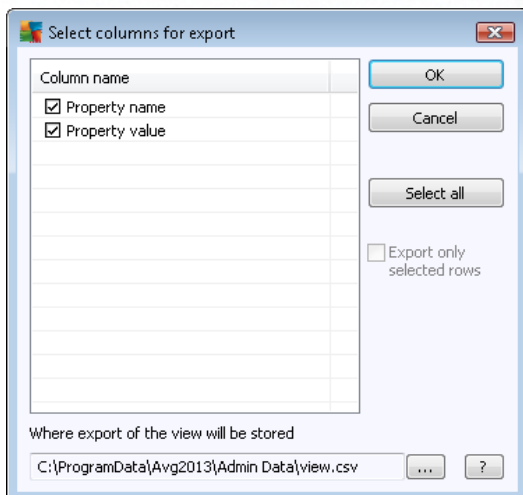 Select columns for export
Column name
OK
Property name
Property value
Cancel
Select all
Export only
selected rows
Where export of the view will be stored
C:\ProgramData\Avg2013\Admin Data\view.csv ... ?